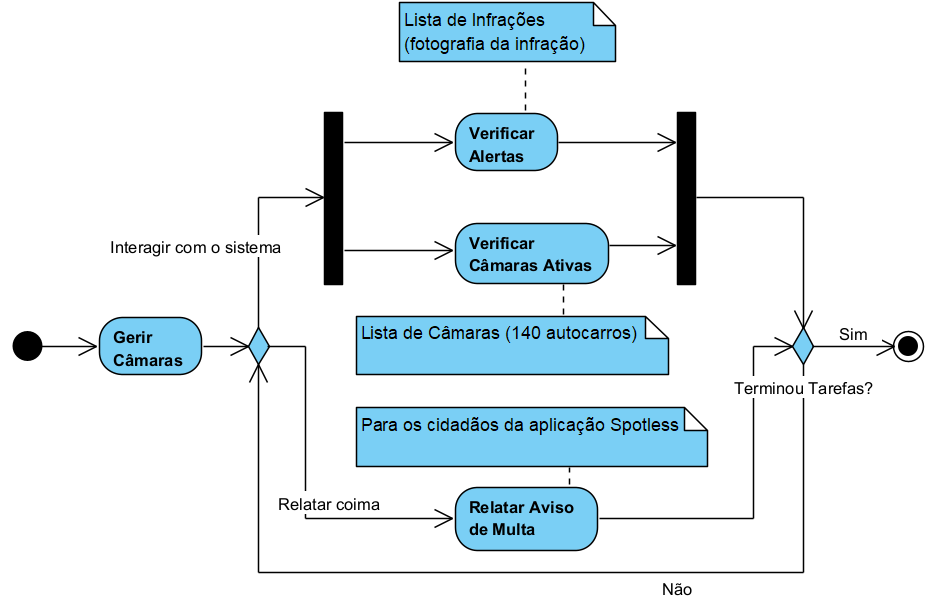 Lista de Infrações
(fotografia da infração)
Verificar
Alertas
Interagir com o sistema
Verificar
Câmaras Ativas
Gerir
Câmaras
Lista de Câmaras (140 autocarros)
Sim
Terminou Tarefas?
Para os cidadãos da aplicação Spotless
Relatar coima
Relatar Aviso
de Multa
Não